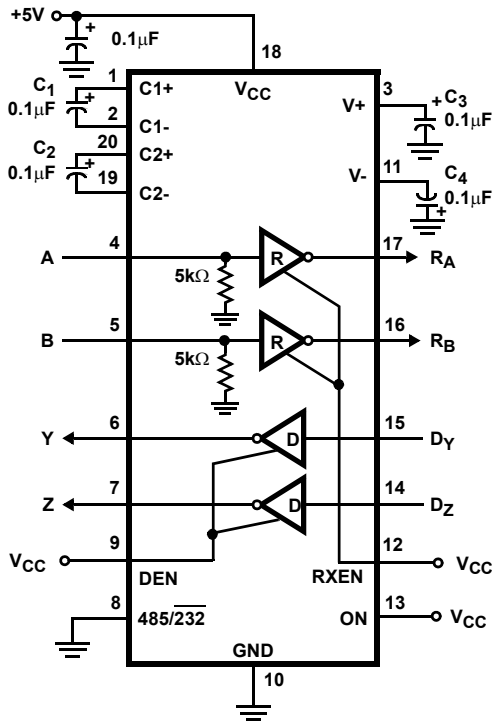 +5V
+
0.1µF
18
1
C1+
VCC
3
C1
0.1µF
+
V+
+
C3
0.1µF
2
C1-
20
C2+
C2
0.1µF
+
19
C2-
11
V-
C4
0.1µF
+
4
A
R
17
RA
5kΩ
5
B
R
16
RB
5kΩ
6
Y
D
15
DY
7
Z
D
14
DZ
9
VCC
DEN
12
RXEN
VCC
8
485/232
13
ON
VCC
GND
10